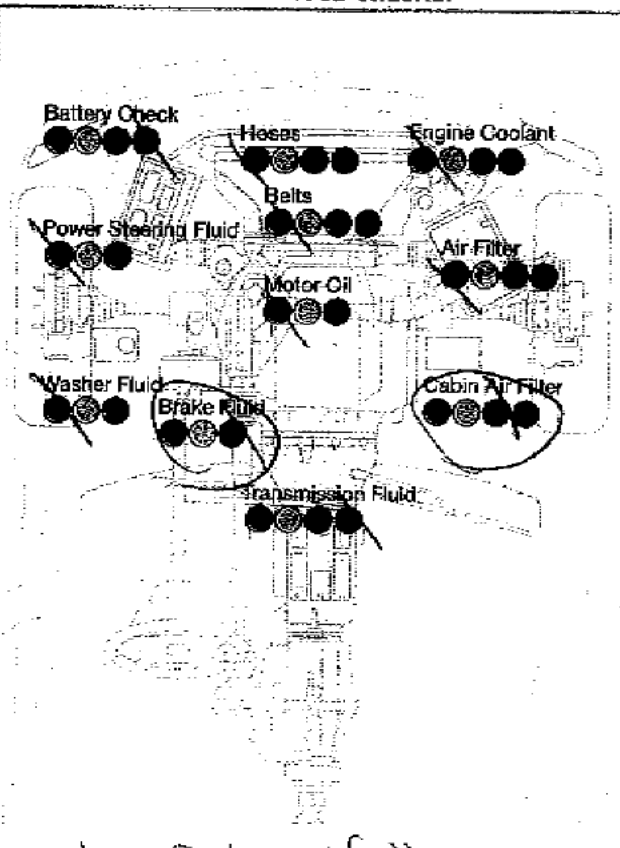 Battery Check
Hoses
Engine Coolant
Belts
Power Steering Fluid
Air Filter
Motor Oil
Washer Fluid
Brake Fluid
Cabin Air Filter
Transmission Fluid